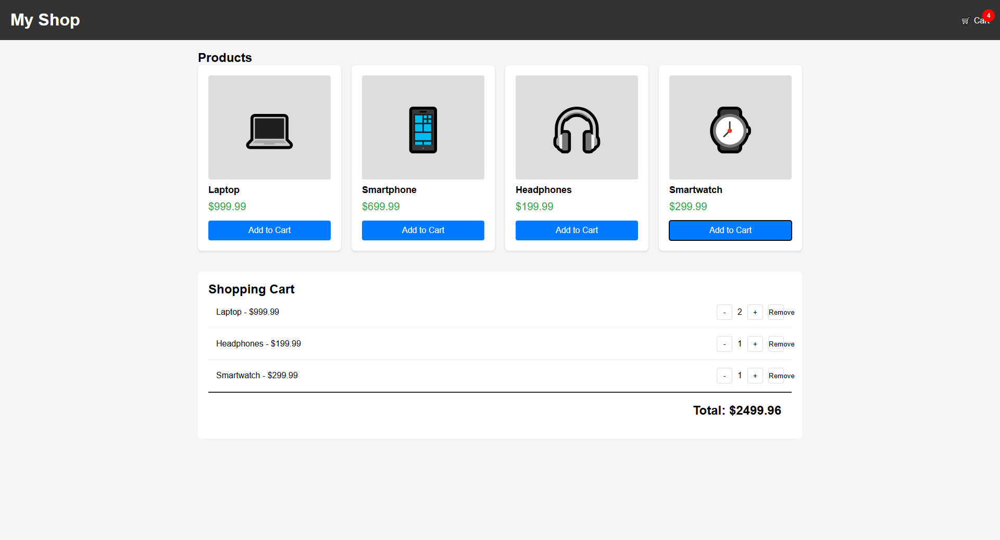 My Shop
🛒 Cart 4
Products
Laptop
$999.99
Add to Cart
Smartphone
$699.99
Add to Cart
Headphones
$199.99
Add to Cart
Smartwatch
$299.99
Add to Cart
Shopping Cart
Laptop - $999.99 - 2 + Remove
Headphones - $199.99 - 1 + Remove
Smartwatch - $299.99 - 1 + Remove
Total: $2499.96